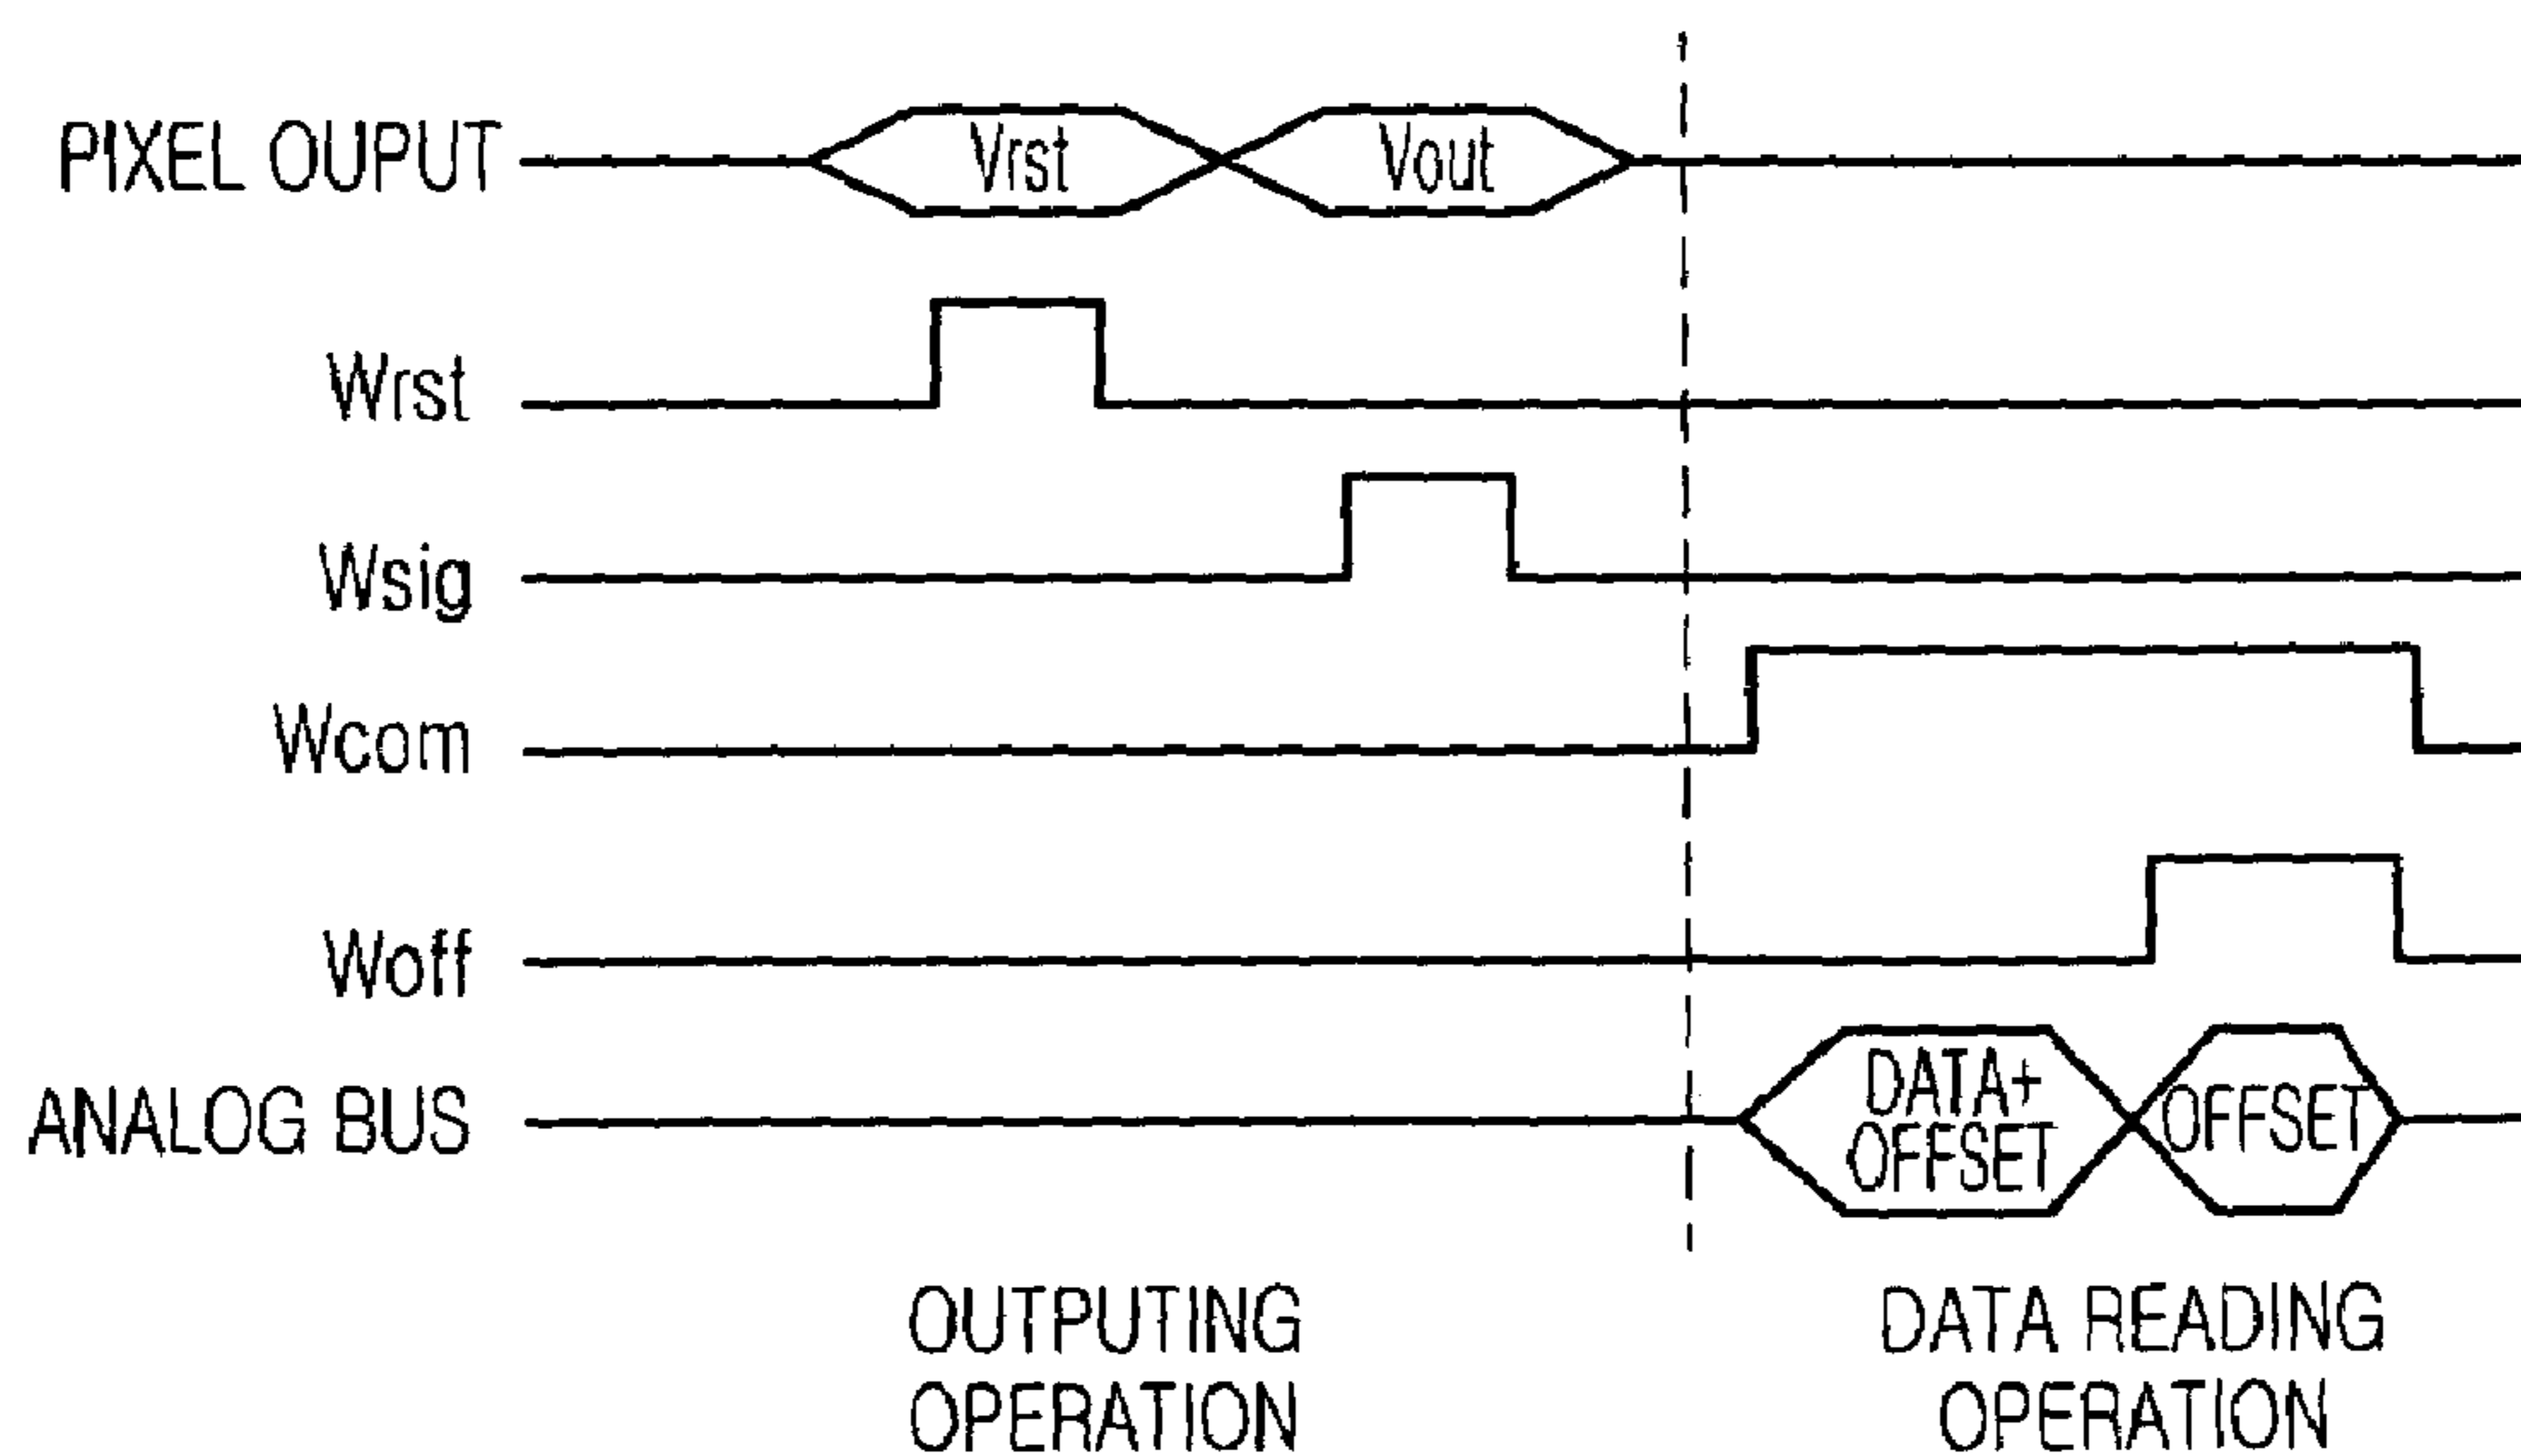 PIXEL OUPUT
Vrst
Vout
Wrst
Wsig
Wcom
Woff
ANALOG BUS
DATA+
OFFSET
OFFSET
OUTPUTING
OPERATION
DATA READING
OPERATION